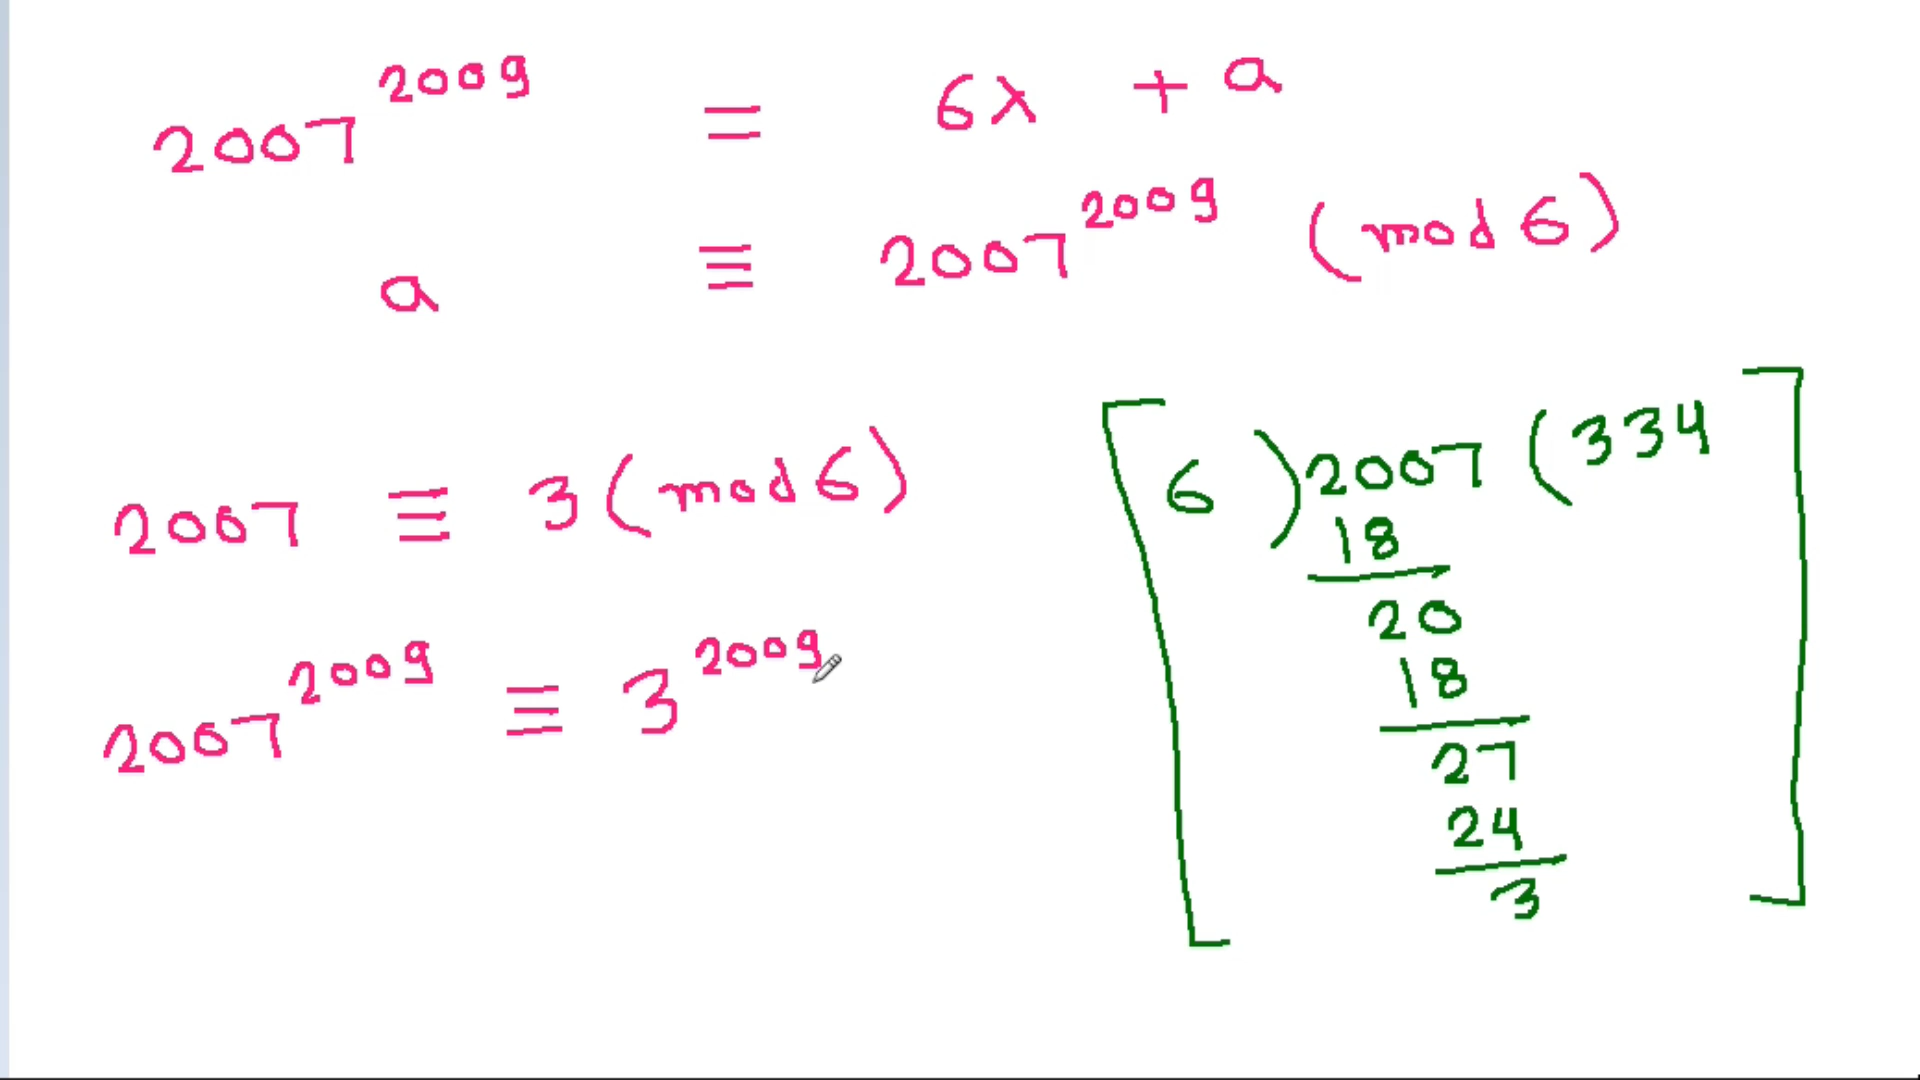 2007^2009 = 6x + a
a ≡ 2007^2009 (mod 6)
2007 ≡ 3 (mod 6)
2007^2009 ≡ 3^2009
[ 6 ) 2007 ( 334 ]
18
20
18
27
24
3